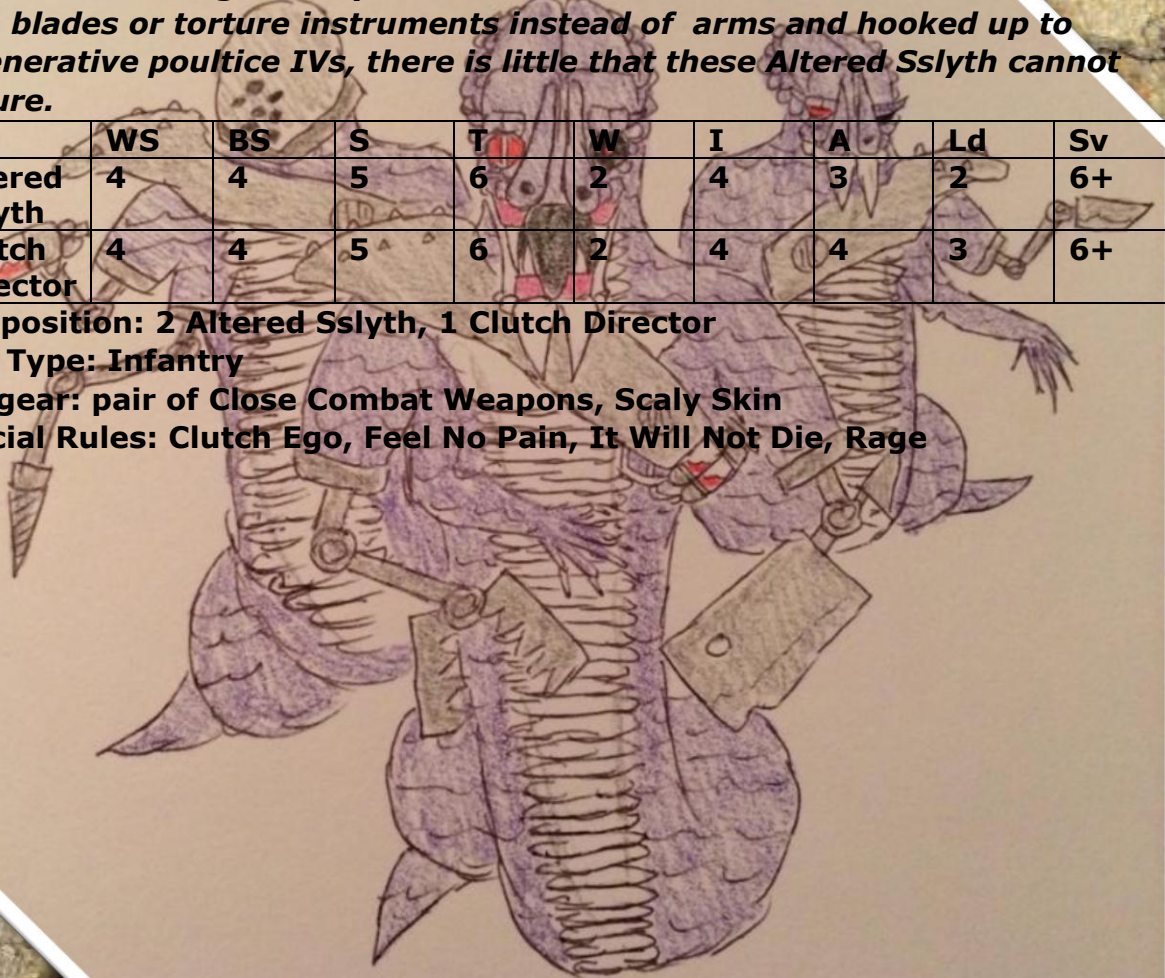 blades or torture instruments instead of arms and hooked up to
enerative poultice IVs, there is little that these Altered Sslyth cannot
ure.
WS BS S T W I A Ld Sv
ered
yth 4 4 5 6 2 4 3 2 6+
tch
ector 4 4 5 6 2 4 4 3 6+
position: 2 Altered Sslyth, 1 Clutch Director
Type: Infantry
gear: pair of Close Combat Weapons, Scaly Skin
cial Rules: Clutch Ego, Feel No Pain, It Will Not Die, Rage